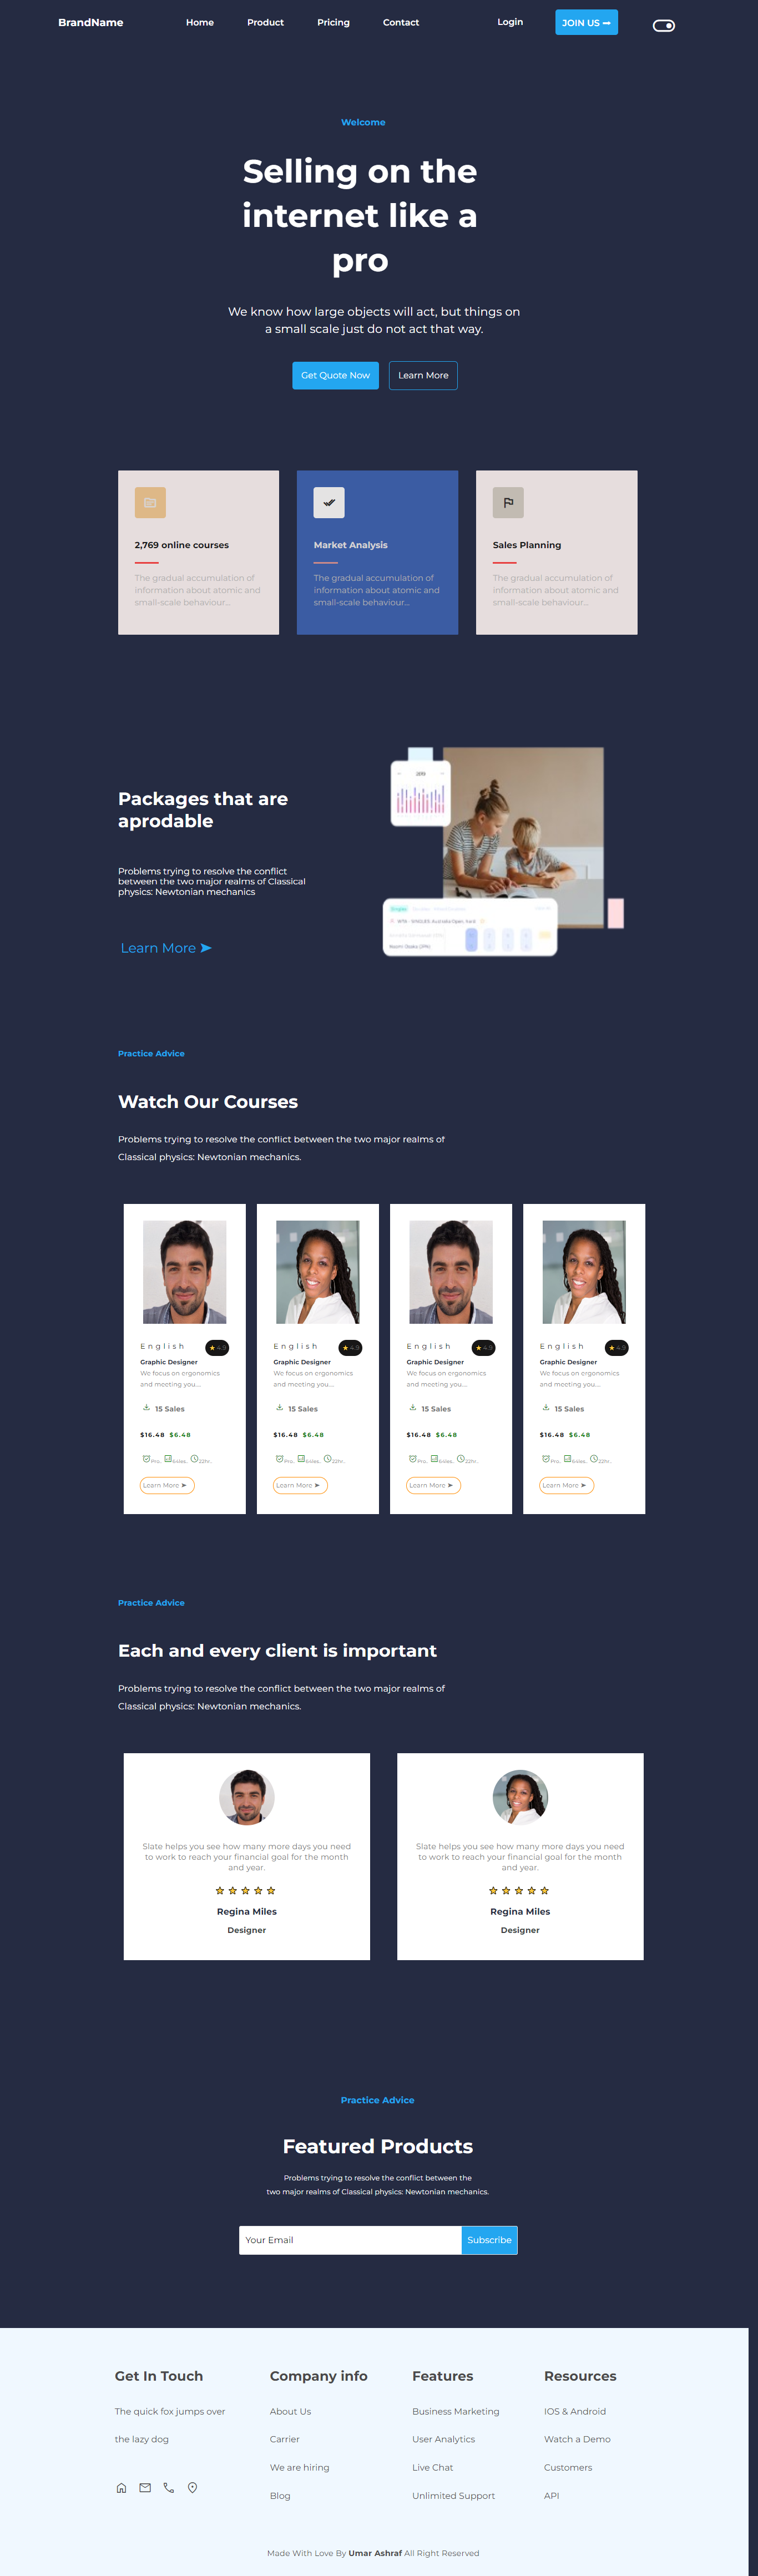 BrandName
Home
Product
Pricing
Contact
Login
JOIN US
Welcome
Selling on the
internet like a
pro
We know how large objects will act, but things on
a small scale just do not act that way.
Get Quote Now
Learn More
2,769 online courses
The gradual accumulation of
information about atomic and
small-scale behaviour...
Market Analysis
The gradual accumulation of
information about atomic and
small-scale behaviour...
Sales Planning
The gradual accumulation of
information about atomic and
small-scale behaviour...
Packages that are
aprodable
Problems trying to resolve the conflict
between the two major realms of Classical
physics: Newtonian mechanics
Learn More
Practice Advice
Watch Our Courses
Problems trying to resolve the conflict between the two major realms of
Classical physics: Newtonian mechanics.
English
4.9
Graphic Designer
We focus on ergonomics
and meeting you....
15 Sales
$16.48 $6.48
Pro.. 64les.. 22hr..
Learn More
English
4.9
Graphic Designer
We focus on ergonomics
and meeting you....
15 Sales
$16.48 $6.48
Pro.. 64les.. 22hr..
Learn More
English
4.9
Graphic Designer
We focus on ergonomics
and meeting you....
15 Sales
$16.48 $6.48
Pro.. 64les.. 22hr..
Learn More
English
4.9
Graphic Designer
We focus on ergonomics
and meeting you....
15 Sales
$16.48 $6.48
Pro.. 64les.. 22hr..
Learn More
Practice Advice
Each and every client is important
Problems trying to resolve the conflict between the two major realms of
Classical physics: Newtonian mechanics.
Slate helps you see how many more days you need
to work to reach your financial goal for the month
and year.
Regina Miles
Designer
Slate helps you see how many more days you need
to work to reach your financial goal for the month
and year.
Regina Miles
Designer
Practice Advice
Featured Products
Problems trying to resolve the conflict between the
two major realms of Classical physics: Newtonian mechanics.
Your Email
Subscribe
Get In Touch
The quick fox jumps over
the lazy dog
Company info
About Us
Carrier
We are hiring
Blog
Features
Business Marketing
User Analytics
Live Chat
Unlimited Support
Resources
IOS & Android
Watch a Demo
Customers
API
Made With Love By Umar Ashraf All Right Reserved